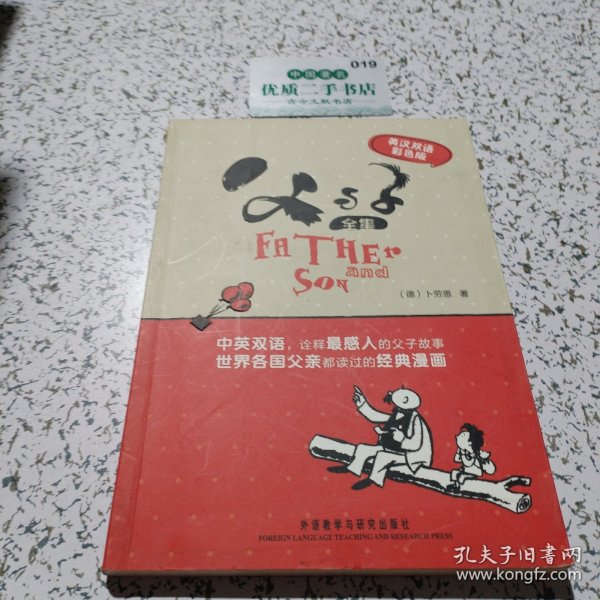 019
中国著名
优质二手书店
古今文献书店
英汉双语
彩色版
父与子
全集
FATHEr
and
SON
（德）卜劳恩 著
中英双语，诠释最感人的父子故事
世界各国父亲都读过的经典漫画
外语教学与研究出版社
FOREIGN LANGUAGE TEACHING AND RESEARCH PRESS
孔夫子旧书网
www.kongfz.com